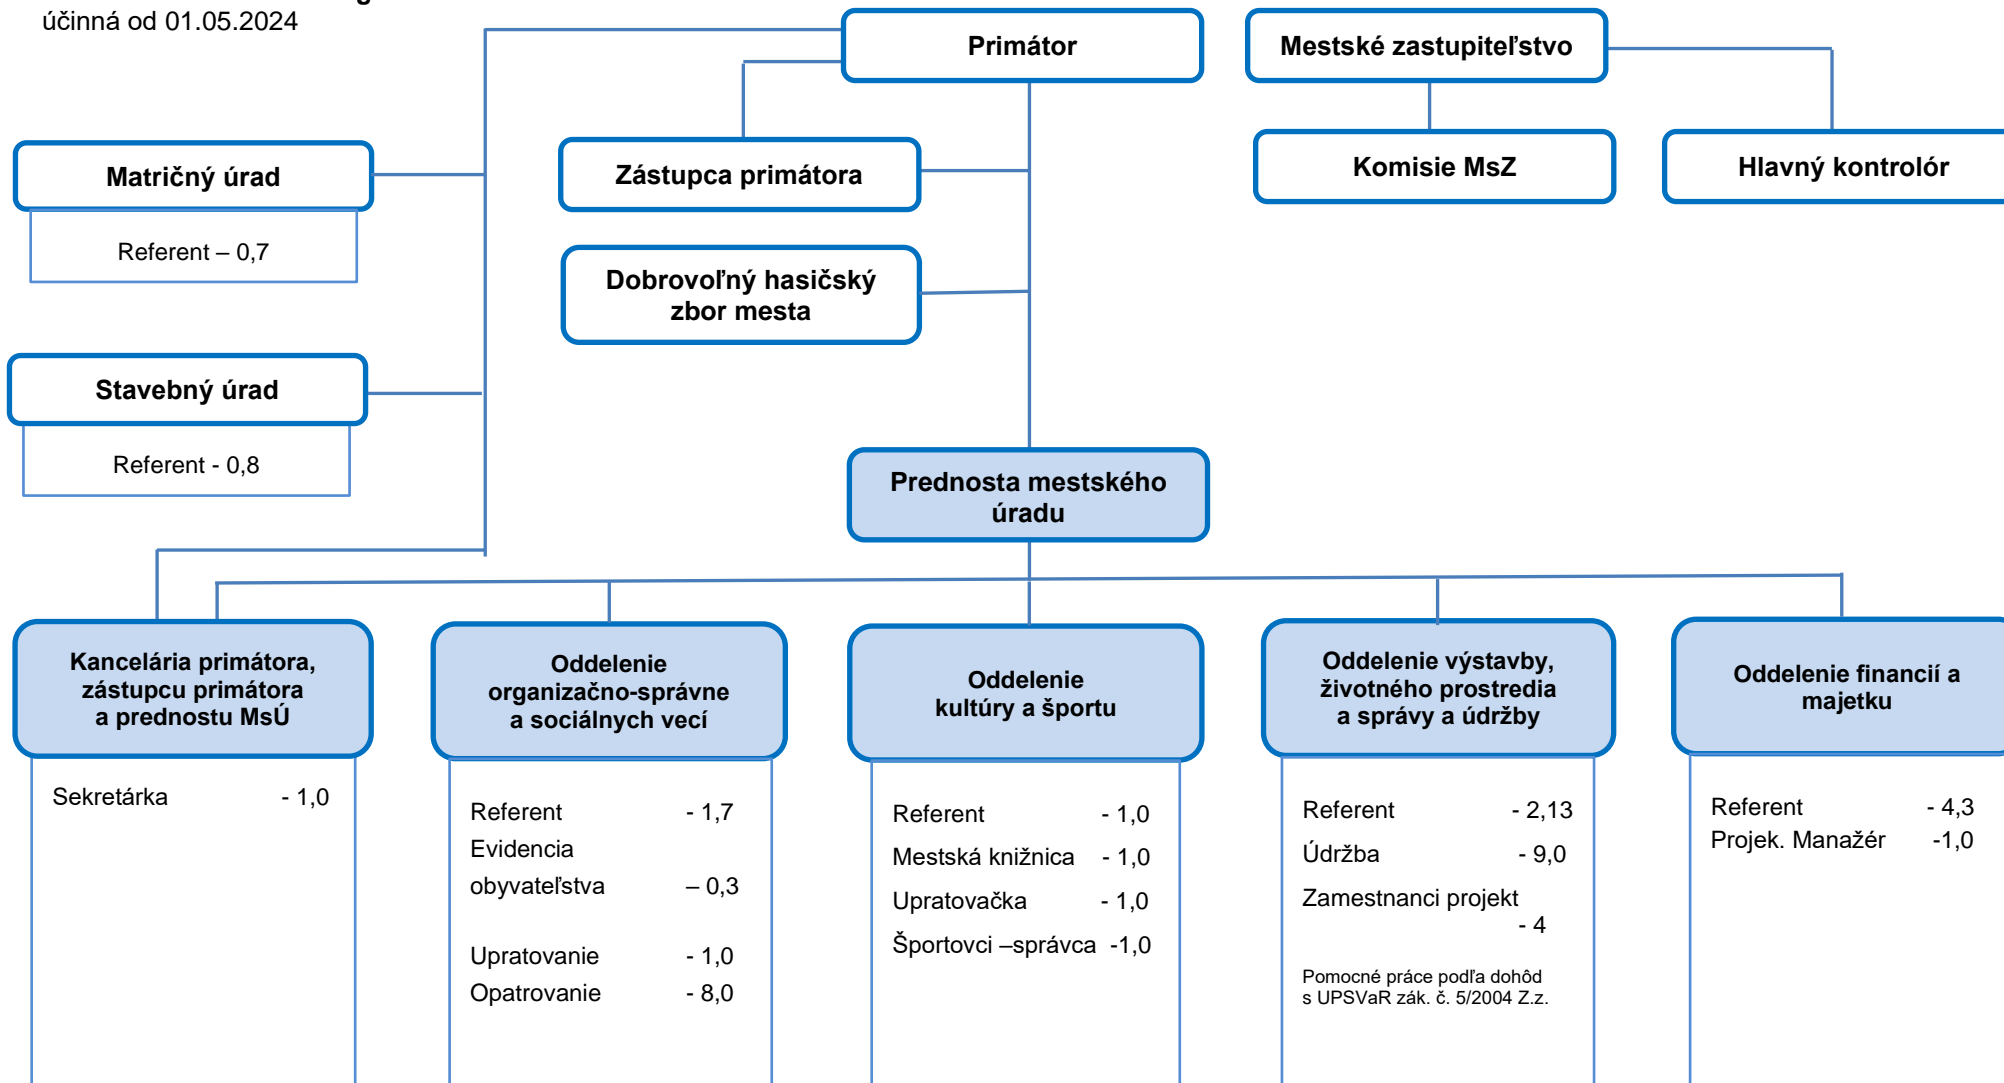 účinná od 01.05.2024
Primátor
Mestské zastupiteľstvo
Matričný úrad
Referent – 0,7
Zástupca primátora
Komisie MsZ
Hlavný kontrolór
Dobrovoľný hasičský
zbor mesta
Stavebný úrad
Referent - 0,8
Prednosta mestského
úradu
Kancelária primátora,
zástupcu primátora
a prednostu MsÚ
Sekretárka - 1,0
Oddelenie
organizačno-správne
a sociálnych vecí
Referent - 1,7
Evidencia
obyvateľstva – 0,3
Upratovanie - 1,0
Opatrovanie - 8,0
Oddelenie
kultúry a športu
Referent - 1,0
Mestská knižnica - 1,0
Upratovačka - 1,0
Športovci –správca -1,0
Oddelenie výstavby,
životného prostredia
a správy a údržby
Referent - 2,13
Údržba - 9,0
Zamestnanci projekt
- 4
Pomocné práce podľa dohôd
s UPSVaR zák. č. 5/2004 Z.z.
Oddelenie financií a
majetku
Referent - 4,3
Projek. Manažér -1,0